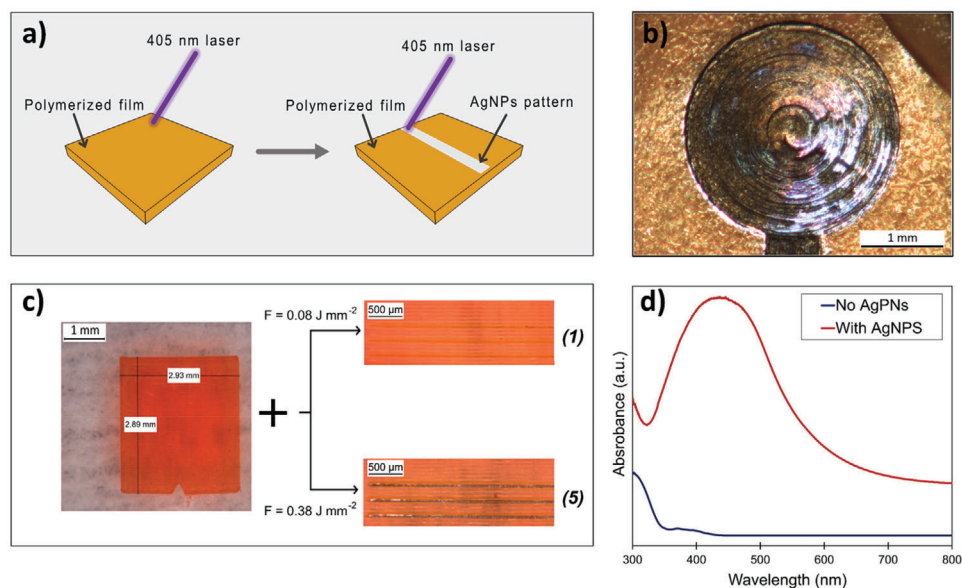 a)
405 nm laser
405 nm laser
Polymerized film
Polymerized film
AgNPs pattern
b)
1 mm
c)
1 mm
2.93 mm
2.89 mm
F = 0.08 J mm⁻²
500 µm
(1)
500 µm
F = 0.38 J mm⁻²
(5)
d)
No AgPNs
With AgNPS
Absrobance (a.u.)
300 400 500 600 700 800
Wavelength (nm)